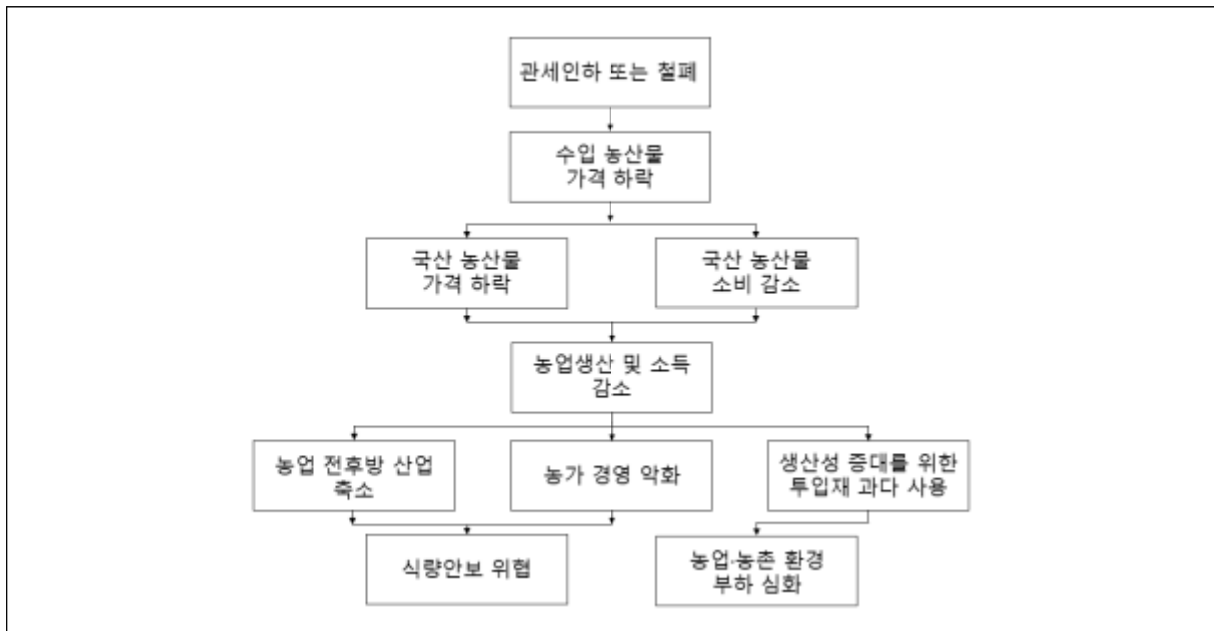 관세인하 또는 철폐
수입 농산물
가격 하락
국산 농산물
가격 하락
국산 농산물
소비 감소
농업생산 및 소득
감소
농업 전후방 산업
축소
농가 경영 악화
생산성 증대를 위한
투입재 과다 사용
식량안보 위협
농업·농촌 환경
부하 심화